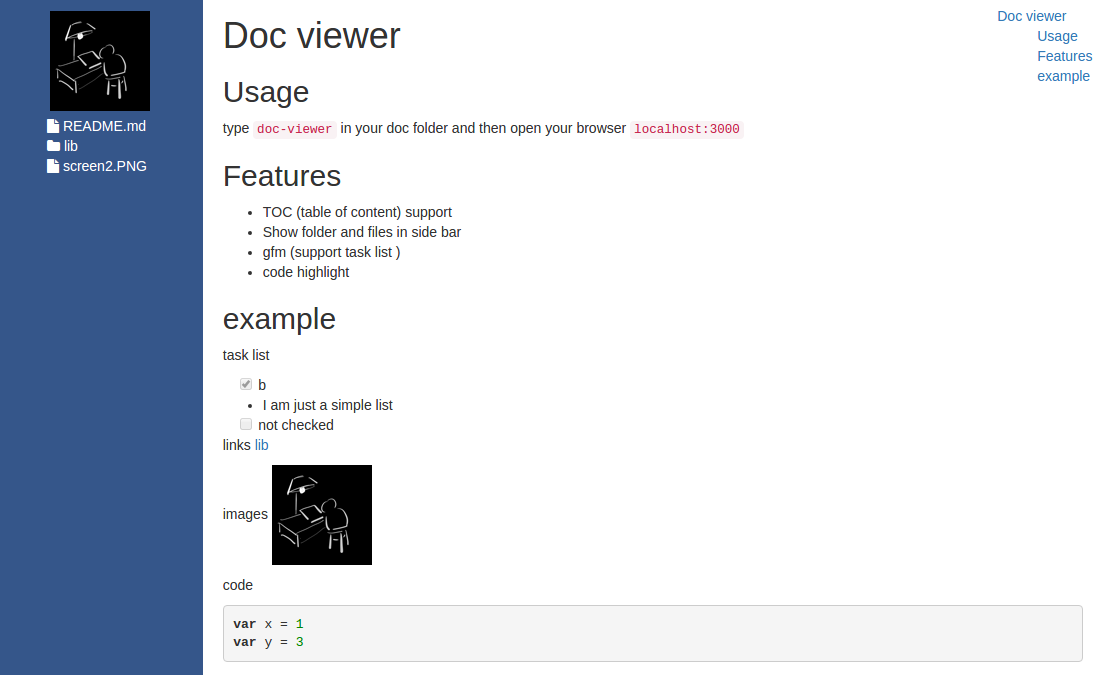 README.md
lib
screen2.PNG
Doc viewer
Usage
type doc-viewer in your doc folder and then open your browser localhost:3000
Features
TOC (table of content) support
Show folder and files in side bar
gfm (support task list )
code highlight
example
task list
b
I am just a simple list
not checked
links lib
images
code
var x = 1
var y = 3
Doc viewer
Usage
Features
example